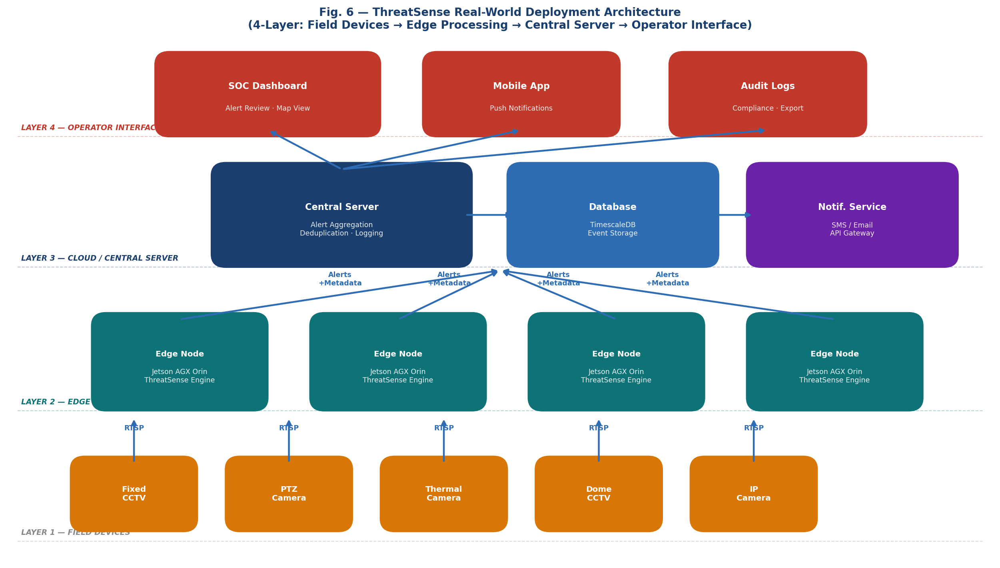 Fig. 6 — ThreatSense Real-World Deployment Architecture
(4-Layer: Field Devices → Edge Processing → Central Server → Operator Interface)
SOC Dashboard
Alert Review · Map View
Mobile App
Push Notifications
Audit Logs
Compliance · Export
LAYER 4 — OPERATOR INTERFAC
Central Server
Alert Aggregation
Deduplication · Logging
Database
TimescaleDB
Event Storage
Notif. Service
SMS / Email
API Gateway
LAYER 3 — CLOUD / CENTRAL SERVER
Alerts
+Metadata
Alerts
+Metadata
Alerts
+Metadata
Alerts
+Metadata
Edge Node
Jetson AGX Orin
ThreatSense Engine
Edge Node
Jetson AGX Orin
ThreatSense Engine
Edge Node
Jetson AGX Orin
ThreatSense Engine
Edge Node
Jetson AGX Orin
ThreatSense Engine
LAYER 2 — EDGE
RTSP
RTSP
RTSP
RTSP
RTSP
Fixed
CCTV
PTZ
Camera
Thermal
Camera
Dome
CCTV
IP
Camera
LAYER 1 — FIELD DEVICES